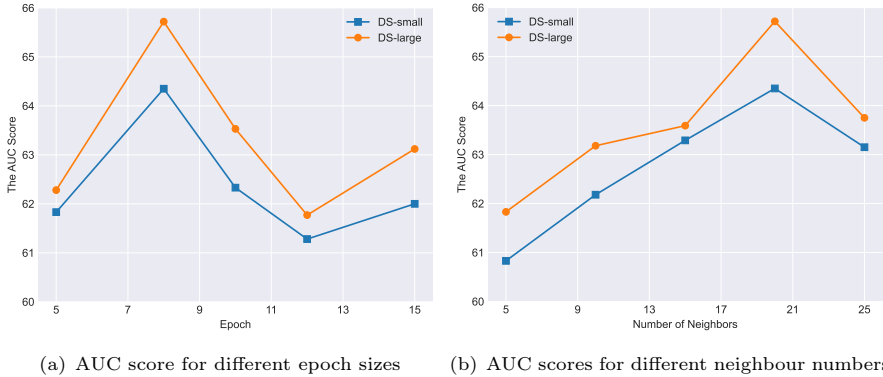 66
65
64
63
62
61
60
The AUC Score
DS-small
DS-large
5 7 9 11 13 15
Epoch
(a) AUC score for different epoch sizes
66
65
64
63
62
61
60
The AUC Score
DS-small
DS-large
5 9 13 17 21 25
Number of Neighbors
(b) AUC scores for different neighbour numbers